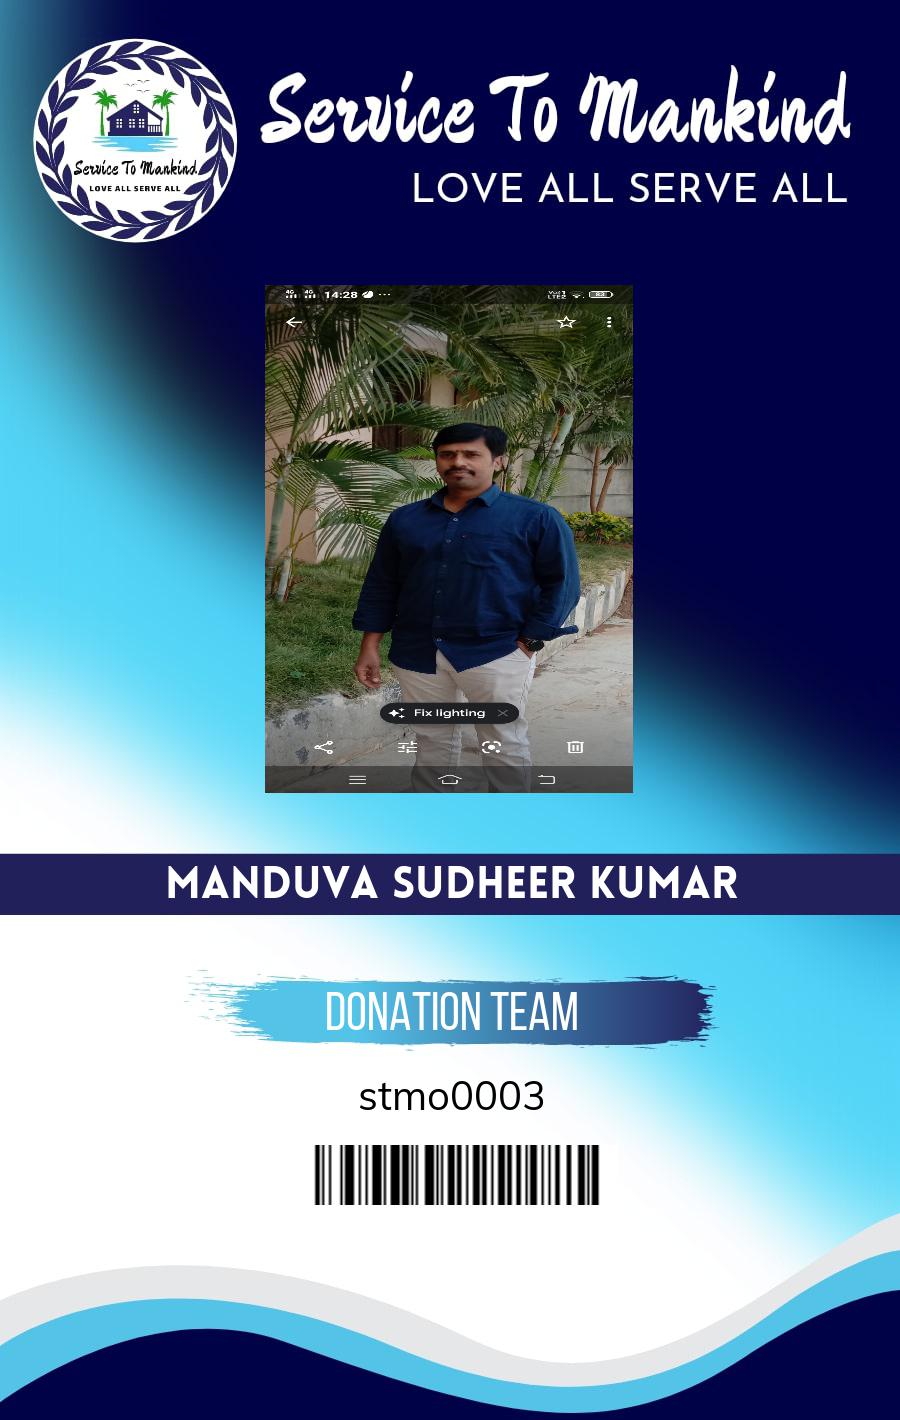 Service To Mankind
LOVE ALL SERVE ALL
Service To Mankind
LOVE ALL SERVE ALL
14:28
Fix lighting
MANDUVA SUDHEER KUMAR
DONATION TEAM
stmo0003